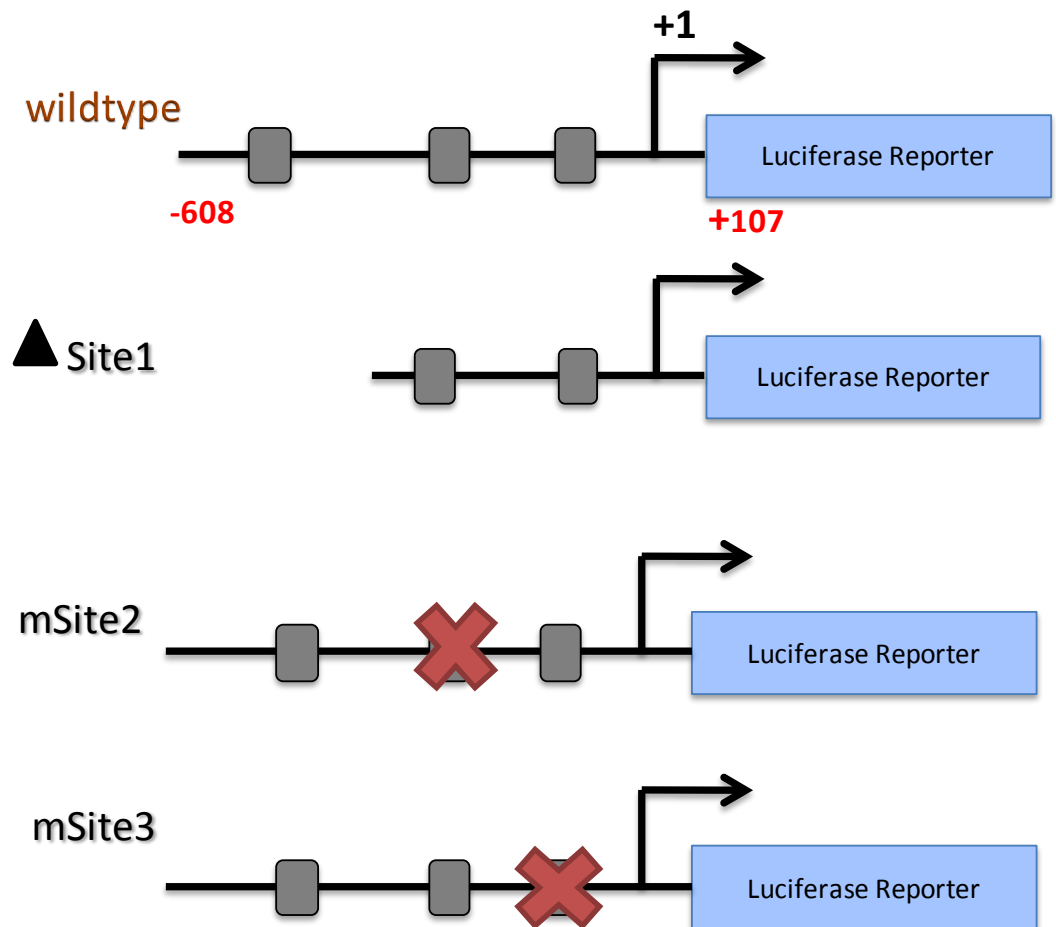 +1
wildtype
Luciferase Reporter
-608
+107
Site1
Luciferase Reporter
mSite2
Luciferase Reporter
mSite3
Luciferase Reporter